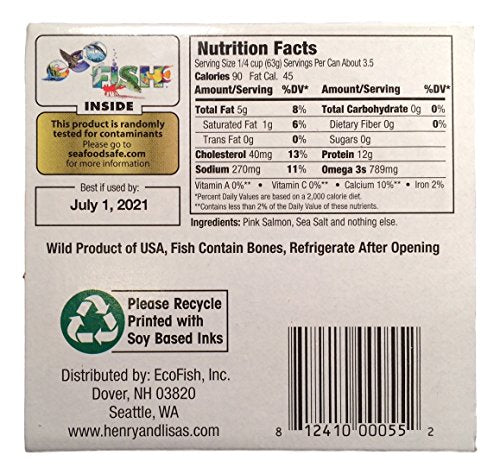 FISH
INSIDE
This product is randomly
tested for contaminants
Please go to
seafoodsafe.com
for more information
Best if used by:
July 1, 2021
Nutrition Facts
Serving Size 1/4 cup (63g) Servings Per Can About 3.5
Calories 90 Fat Cal. 45
Amount/Serving %DV* Amount/Serving %DV*
Total Fat 5g 8% Total Carbohydrate 0g 0%
Saturated Fat 1g 6% Dietary Fiber 0g 0%
Trans Fat 0g 0% Sugars 0g
Cholesterol 40mg 13% Protein 12g
Sodium 270mg 11% Omega 3s 789mg
Vitamin A 0%** • Vitamin C 0%** • Calcium 10%** • Iron 2%
*Percent Daily Values are based on a 2,000 calorie diet.
**Contains less than 2% of the Daily Value of these nutrients.
Ingredients: Pink Salmon, Sea Salt and nothing else.
Wild Product of USA, Fish Contain Bones, Refrigerate After Opening
Please Recycle
Printed with
Soy Based Inks
Distributed by: EcoFish, Inc.
Dover, NH 03820
Seattle, WA
www.henryandlisas.com
8 12410 00055 2